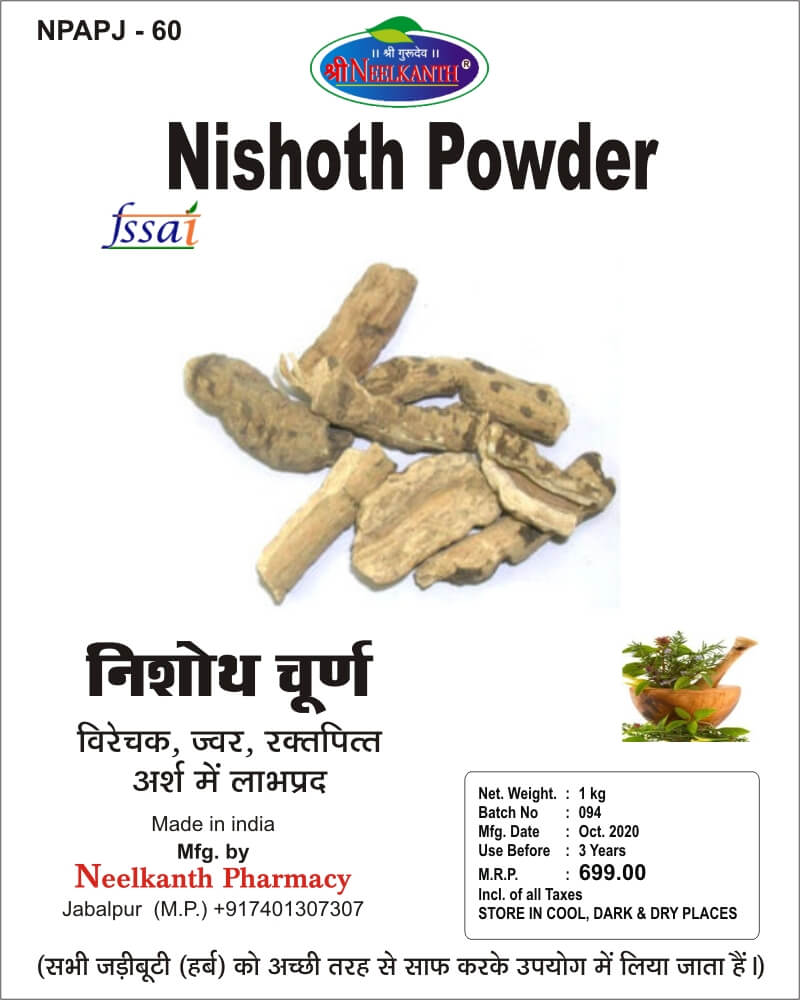 NPAPJ - 60
।। श्री गुरूदेव ।।
श्री NEELKANTH ®
Nishoth Powder
fssai
निशोथ चूर्ण
विरेचक, ज्वर, रक्तपित्त
अर्श में लाभप्रद
Made in india
Mfg. by
Neelkanth Pharmacy
Jabalpur (M.P.) +917401307307
Net. Weight. : 1 kg
Batch No : 094
Mfg. Date : Oct. 2020
Use Before : 3 Years
M.R.P. : 699.00
Incl. of all Taxes
STORE IN COOL, DARK & DRY PLACES
(सभी जड़ीबूटी (हर्ब) को अच्छी तरह से साफ करके उपयोग में लिया जाता हैं।)